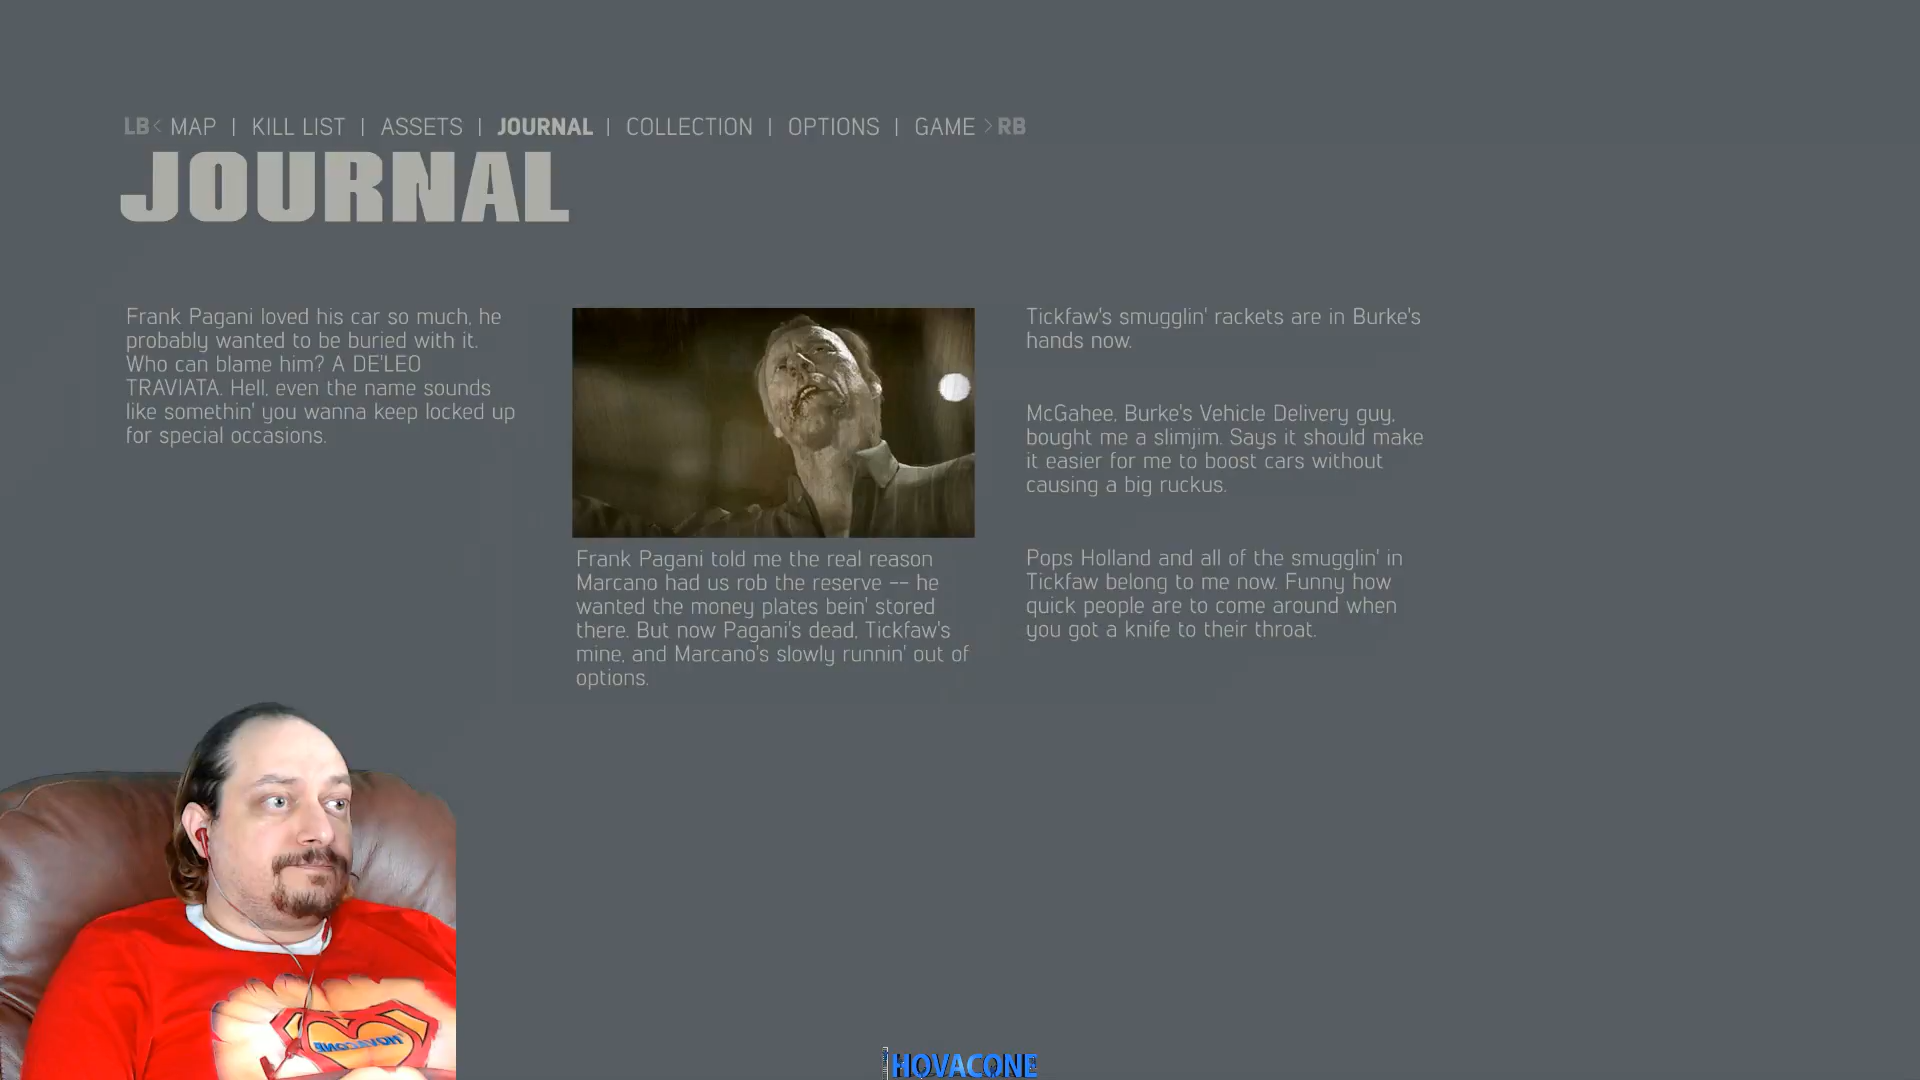 LB< MAP | KILL LIST | ASSETS | JOURNAL | COLLECTION | OPTIONS | GAME >RB
JOURNAL
Frank Pagani loved his car so much, he
probably wanted to be buried with it.
Who can blame him? A DE'LEO
TRAVIATA. Hell, even the name sounds
like somethin' you wanna keep locked up
for special occasions.
Frank Pagani told me the real reason
Marcano had us rob the reserve -- he
wanted the money plates bein' stored
there. But now Pagani's dead, Tickfaw's
mine, and Marcano's slowly runnin' out of
options.
Tickfaw's smugglin' rackets are in Burke's
hands now.
McGahee, Burke's Vehicle Delivery guy,
bought me a slimjim. Says it should make
it easier for me to boost cars without
causing a big ruckus.
Pops Holland and all of the smugglin' in
Tickfaw belong to me now. Funny how
quick people are to come around when
you got a knife to their throat.
HOVACONE
HOVACONE